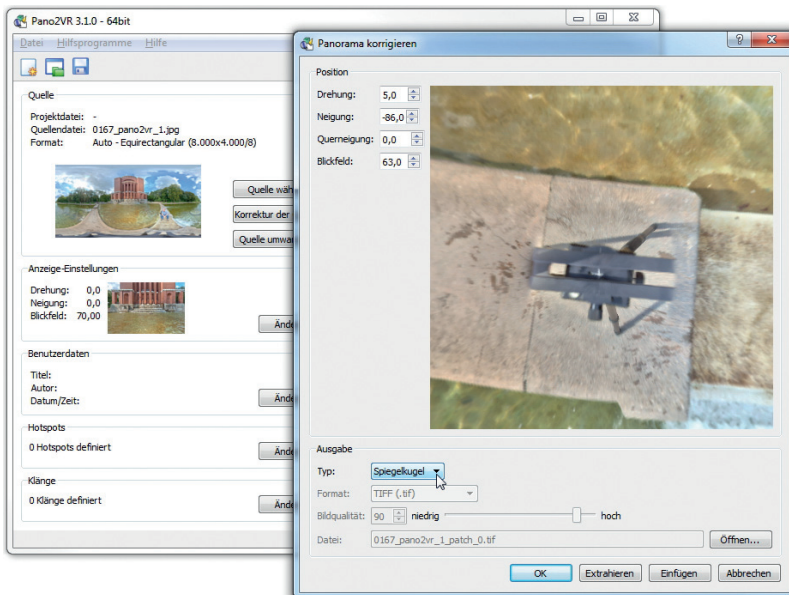 Pano2VR 3.1.0 - 64bit
Datei Hilfsprogramme Hilfe
Quelle
Projektdatei: -
Quellendatei: 0167_pano2vr_1.jpg
Format: Auto - Equirectangular (8.000x4.000/8)
Quelle wäh
Korrektur der
Quelle umwa
Anzeige-Einstellungen
Drehung: 0,0
Neigung: 0,0
Blickfeld: 70,00
Ände
Benutzerdaten
Titel:
Autor:
Datum/Zeit:
Ände
Hotspots
0 Hotspots definiert
Ände
Klänge
0 Klänge definiert
Ände
Panorama korrigieren
Position
Drehung: 5,0
Neigung: -86,0
Querneigung: 0,0
Blickfeld: 63,0
Ausgabe
Typ: Spiegelkugel
Format: TIFF (.tif)
Bildqualität: 90 niedrig hoch
Datei: 0167_pano2vr_1_patch_0.tif Öffnen...
OK Extrahieren Einfügen Abbrechen